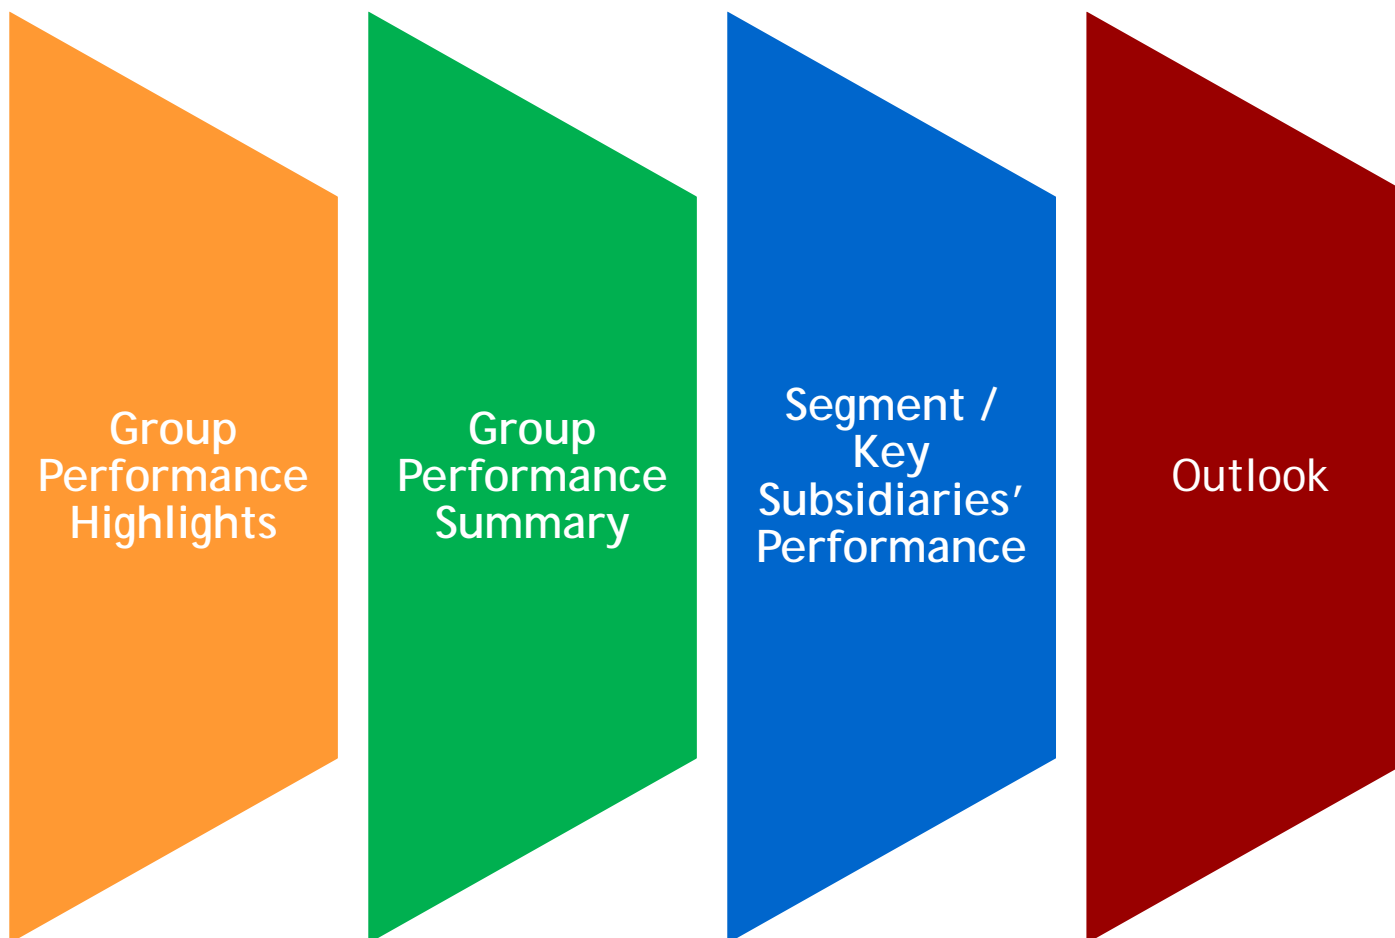 Group
Performance
Highlights
Group
Performance
Summary
Segment /
Key
Subsidiaries’
Performance
Outlook